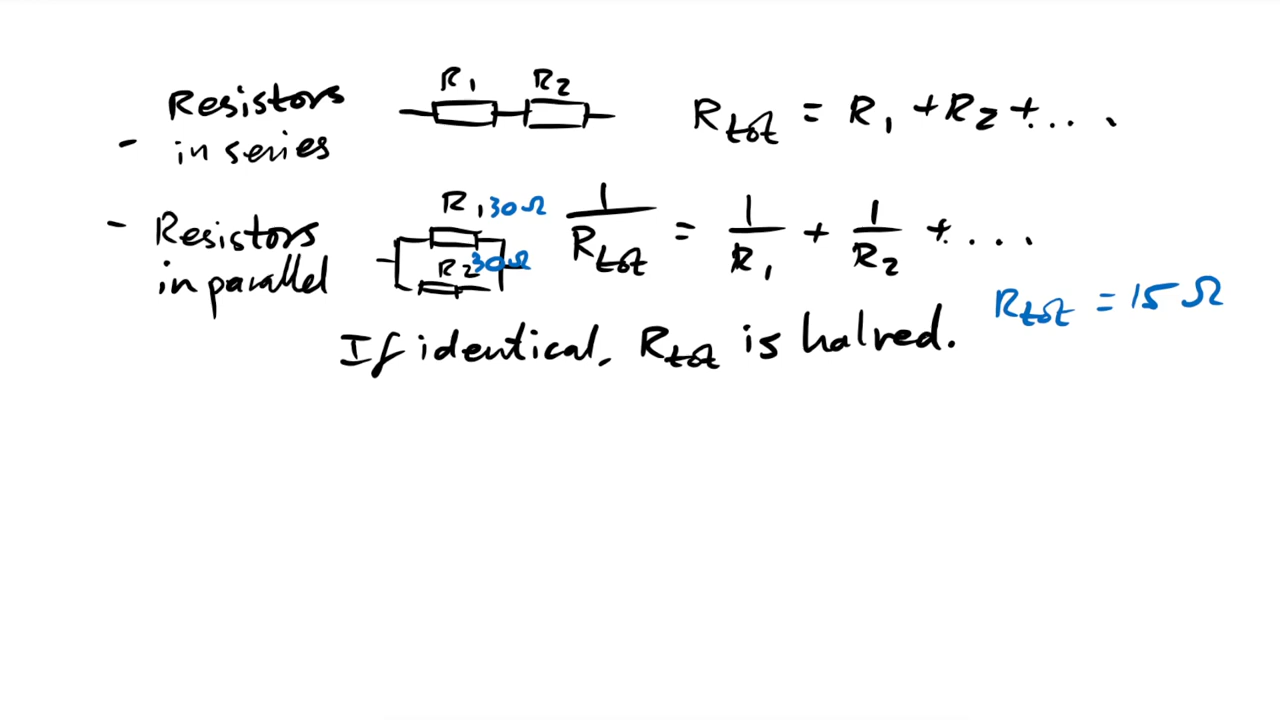 Resistors in series R1 R2 Rtot = R1 + R2 + ....
- Resistors in parallel R1 30Ω R2 30Ω 1/Rtot = 1/R1 + 1/R2 + ...
Rtot = 15 Ω
If identical, Rtot is halved.